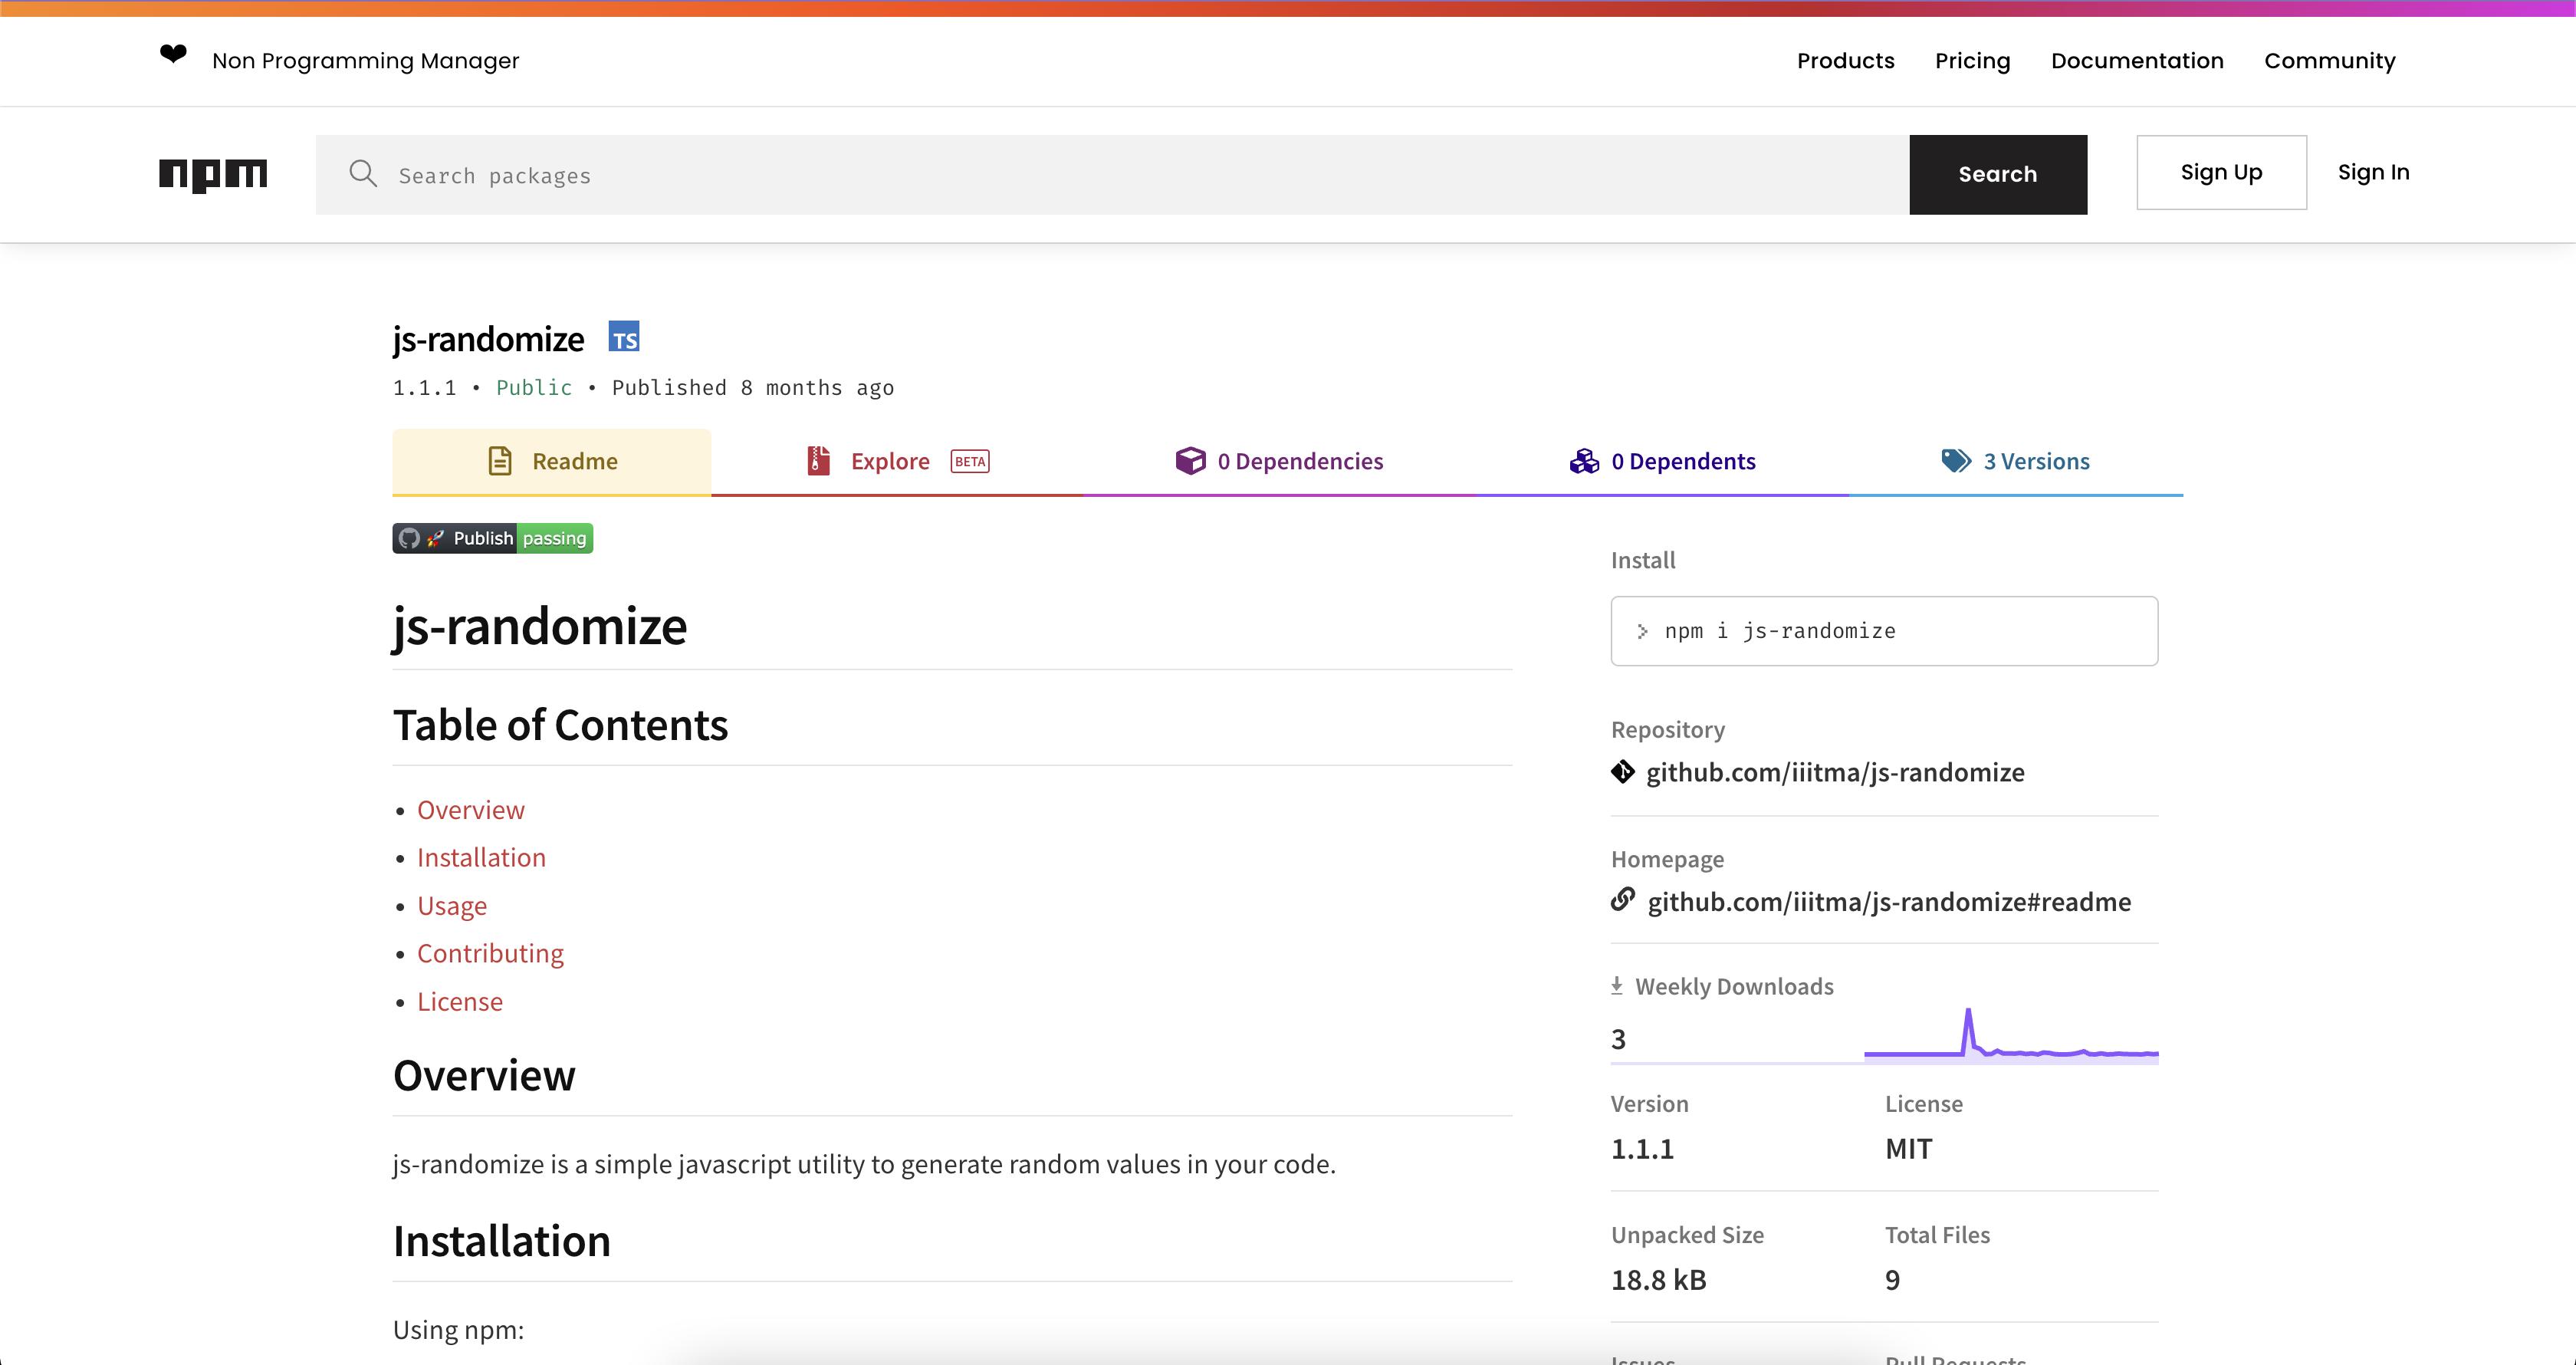 ❤ Non Programming Manager
Products Pricing Documentation Community
npm
Search packages
Search
Sign Up
Sign In
js-randomize TS
1.1.1 • Public • Published 8 months ago
Readme
Explore BETA
0 Dependencies
0 Dependents
3 Versions
🚀 Publish passing
js-randomize
Table of Contents
• Overview
• Installation
• Usage
• Contributing
• License
Overview
js-randomize is a simple javascript utility to generate random values in your code.
Installation
Using npm:
Install
> npm i js-randomize
Repository
github.com/iiitma/js-randomize
Homepage
github.com/iiitma/js-randomize#readme
Weekly Downloads
3
Version
1.1.1
License
MIT
Unpacked Size
18.8 kB
Total Files
9
Issues
Pull Requests